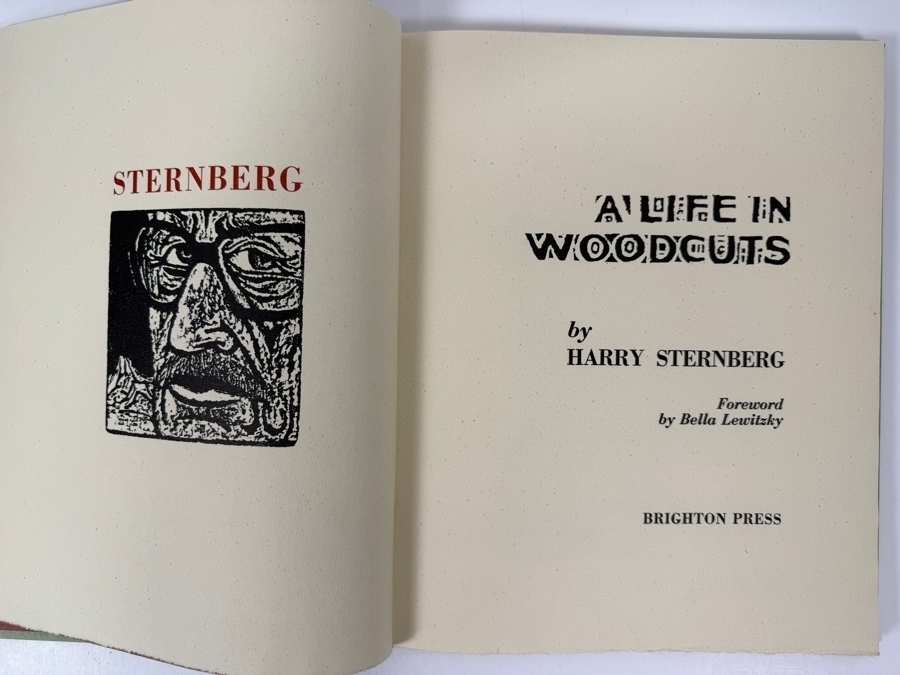 STERNBERG
A LIFE IN
WOODCUTS
by
HARRY STERNBERG
Foreword
by Bella Lewitzky
BRIGHTON PRESS